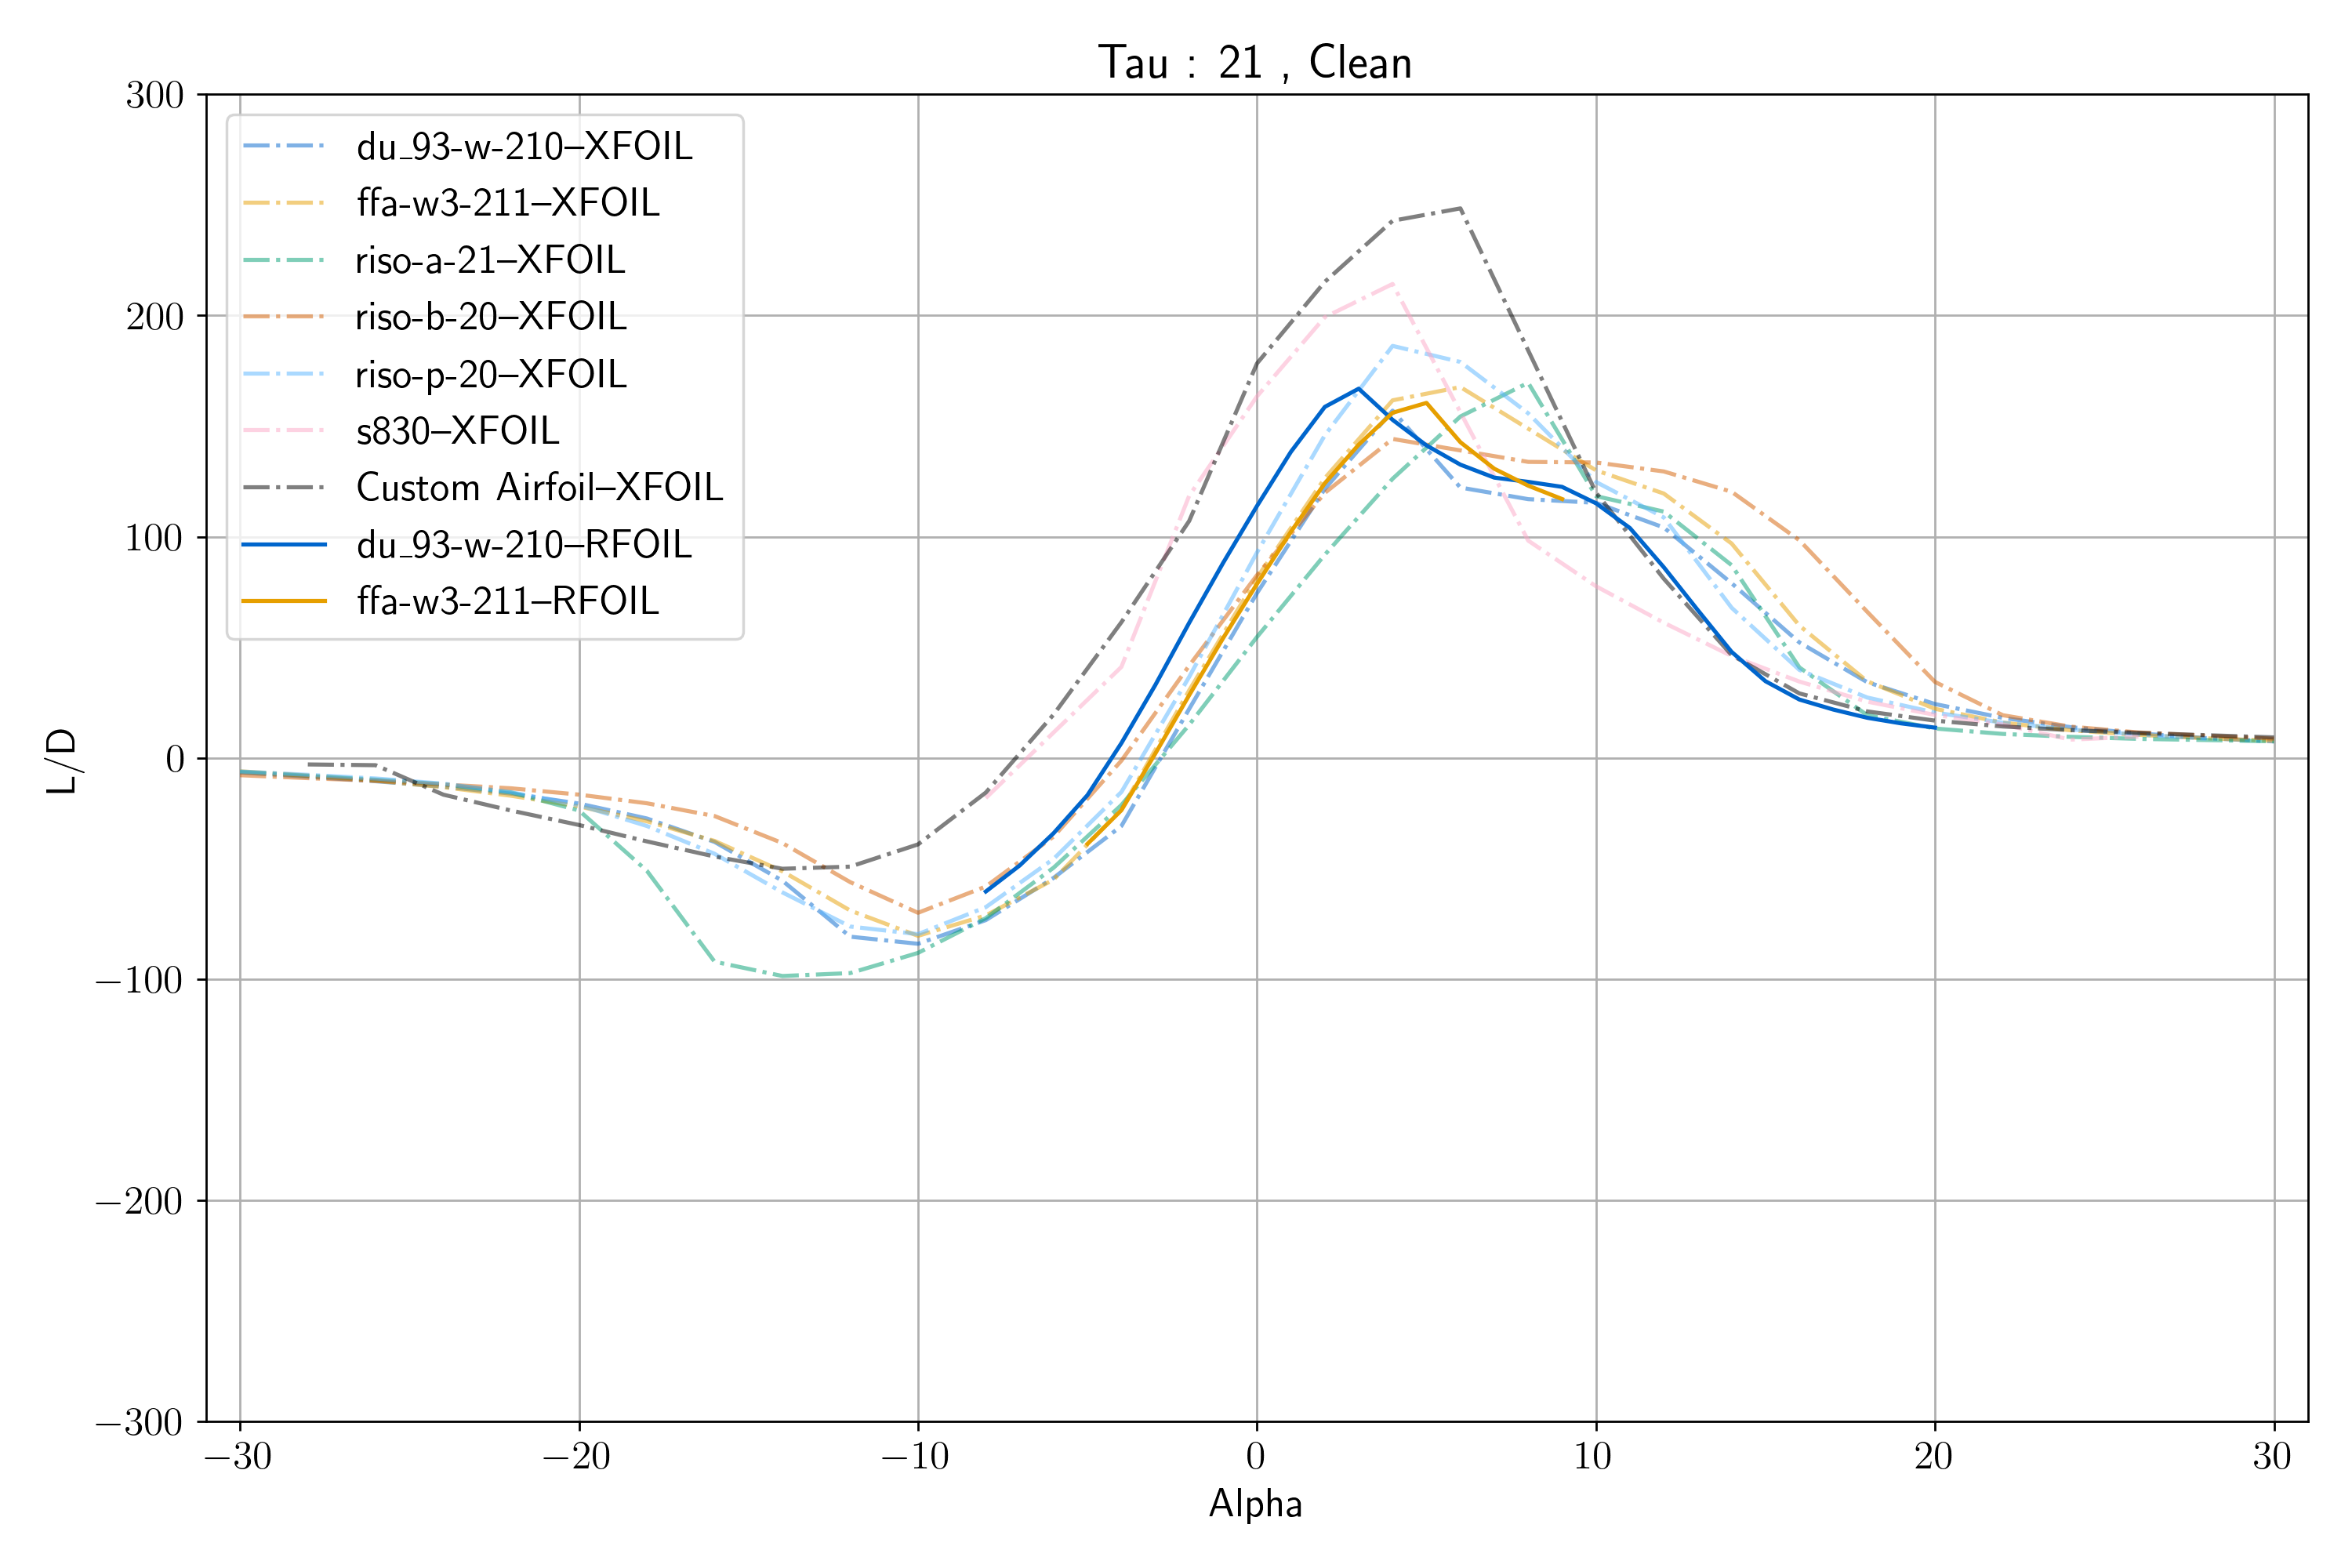 Tau : 21 , Clean
300
200
100
0
−100
−200
−300
L/D
du_93-w-210–XFOIL
ffa-w3-211–XFOIL
riso-a-21–XFOIL
riso-b-20–XFOIL
riso-p-20–XFOIL
s830–XFOIL
Custom Airfoil–XFOIL
du_93-w-210–RFOIL
ffa-w3-211–RFOIL
−30 −20 −10 0 10 20 30
Alpha